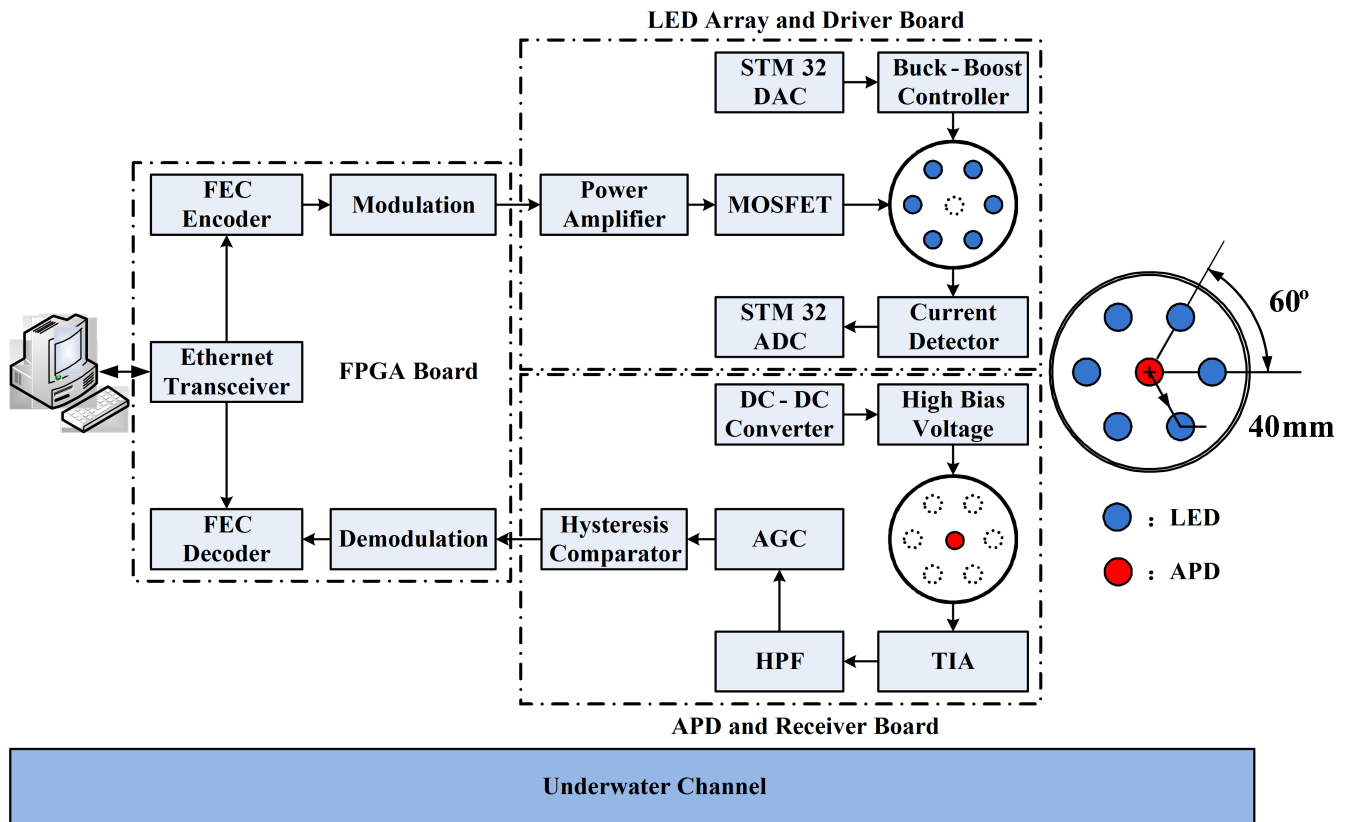 LED Array and Driver Board
STM 32
DAC
Buck - Boost
Controller
FEC
Encoder
Modulation
Power
Amplifier
MOSFET
STM 32
ADC
Current
Detector
Ethernet
Transceiver
FPGA Board
DC - DC
Converter
High Bias
Voltage
FEC
Decoder
Demodulation
Hysteresis
Comparator
AGC
HPF
TIA
APD and Receiver Board
60º
40mm
: LED
: APD
Underwater Channel